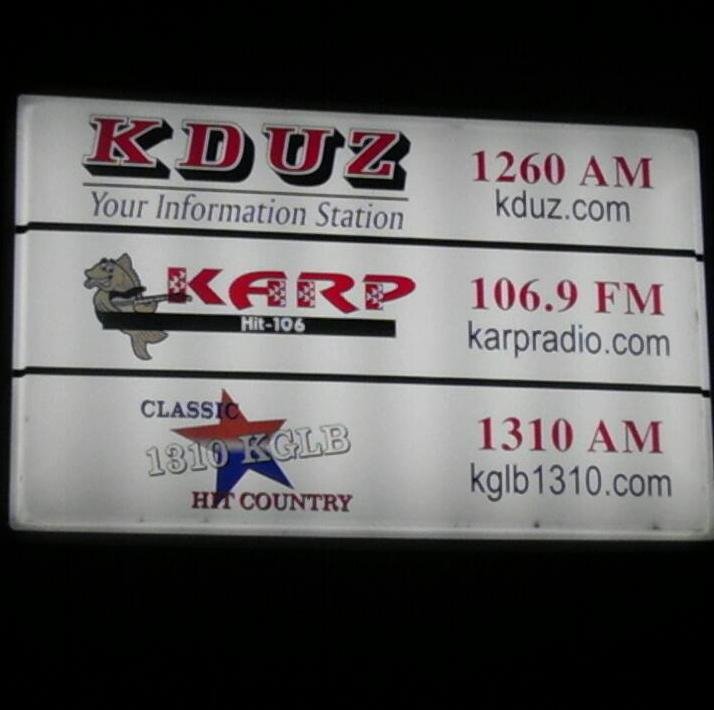 KDUZ
Your Information Station
1260 AM
kduz.com
KARP
Hit-106
106.9 FM
karpradio.com
CLASSIC
1310 KGLB
HIT COUNTRY
1310 AM
kglb1310.com